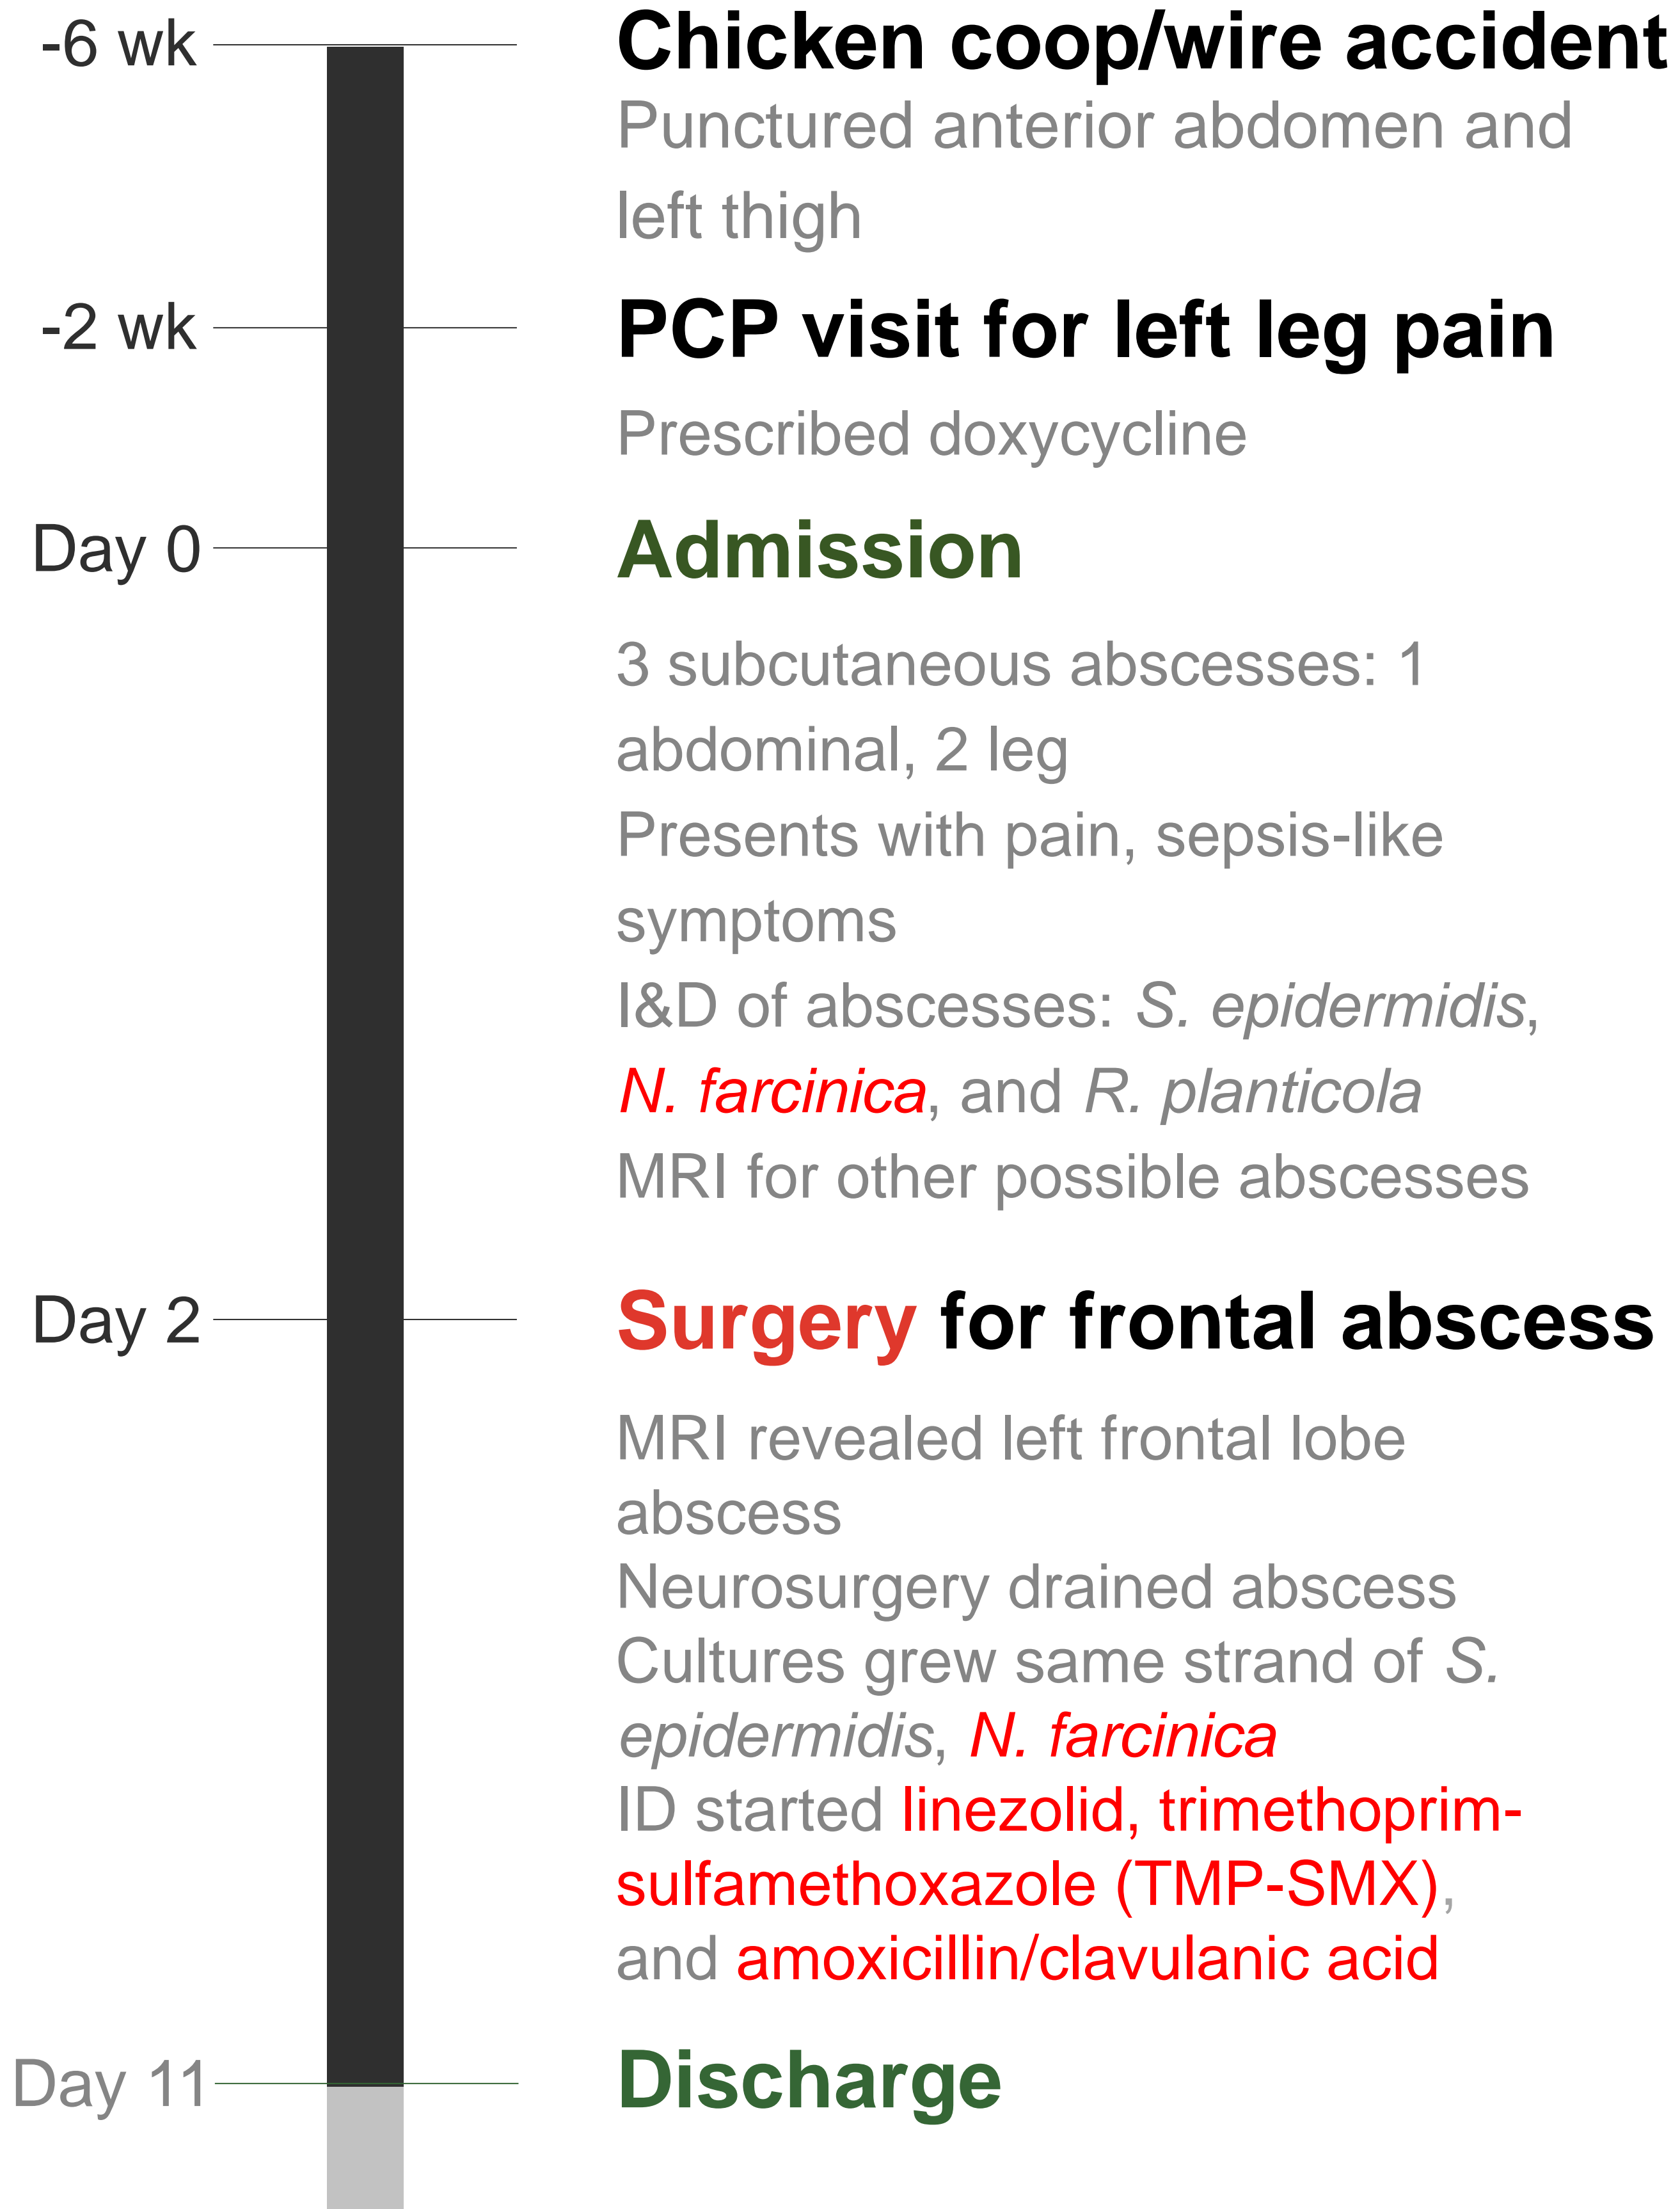 -6 wk
Chicken coop/wire accident
Punctured anterior abdomen and
left thigh
-2 wk
PCP visit for left leg pain
Prescribed doxycycline
Day 0
Admission
3 subcutaneous abscesses: 1
abdominal, 2 leg
Presents with pain, sepsis-like
symptoms
I&D of abscesses: S. epidermidis,
N. farcinica, and R. planticola
MRI for other possible abscesses
Day 2
Surgery for frontal abscess
MRI revealed left frontal lobe
abscess
Neurosurgery drained abscess
Cultures grew same strand of S.
epidermidis, N. farcinica
ID started linezolid, trimethoprim-
sulfamethoxazole (TMP-SMX),
and amoxicillin/clavulanic acid
Day 11
Discharge